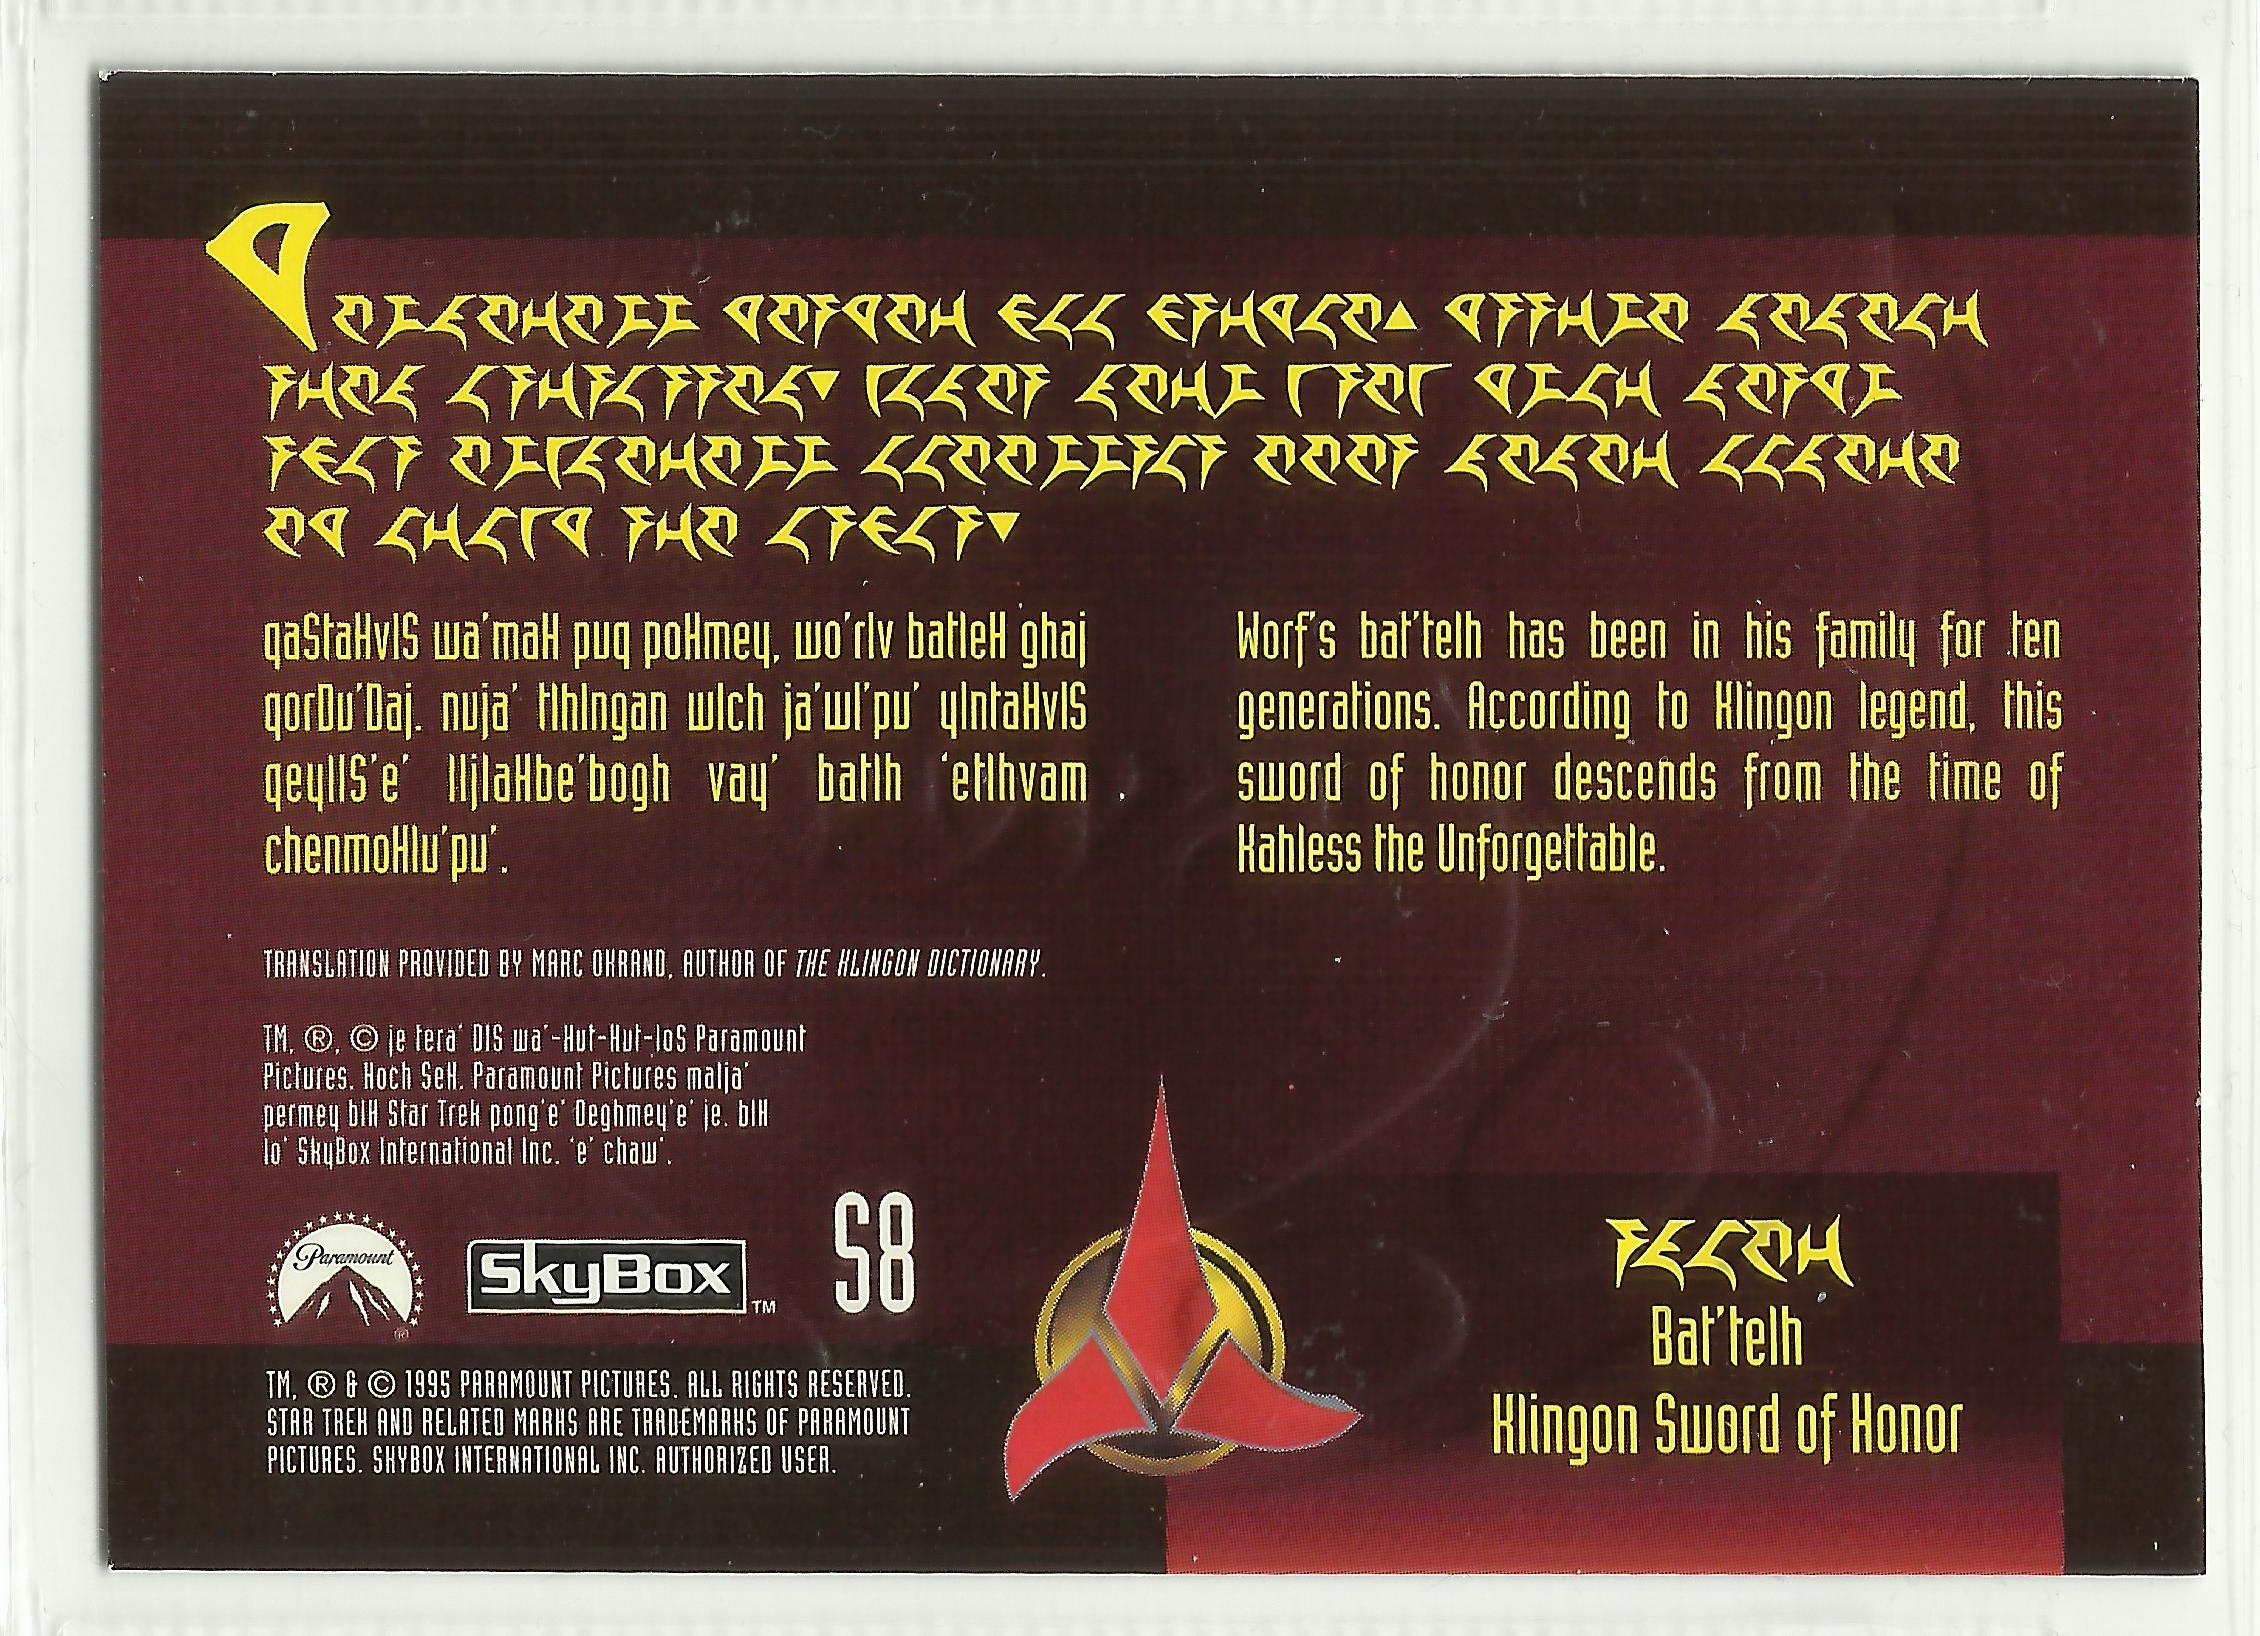 qaStaHvIS wa'maH puq poHmey, wo'rIv batleH ghaj
qorDu'Daj. nuja' tlhIngan wIch ja'wI'pu' yIntaHvIS
qeylIS'e' lIjlaHbe'bogh vay' batlh 'etlhvam
chenmoHlu'pu'.
Worf's bat'telh has been in his family for ten
generations. According to Klingon legend, this
sword of honor descends from the time of
Kahless the Unforgettable.
TRANSLATION PROVIDED BY MARC OKRAND, AUTHOR OF THE KLINGON DICTIONARY.
TM, ®, © je tera' DIS wa'-Hut-Hut-loS Paramount
Pictures. Hoch SeH. Paramount Pictures malja'
permey bIH Star Trek pong'e' Deghmey'e' je. bIH
lo' SkyBox International Inc. 'e' chaw'.
Paramount ®
SkyBox TM
S8
TM, ® & © 1995 PARAMOUNT PICTURES. ALL RIGHTS RESERVED.
STAR TREK AND RELATED MARKS ARE TRADEMARKS OF PARAMOUNT
PICTURES. SKYBOX INTERNATIONAL INC. AUTHORIZED USER.
Bat'telh
Klingon Sword of Honor